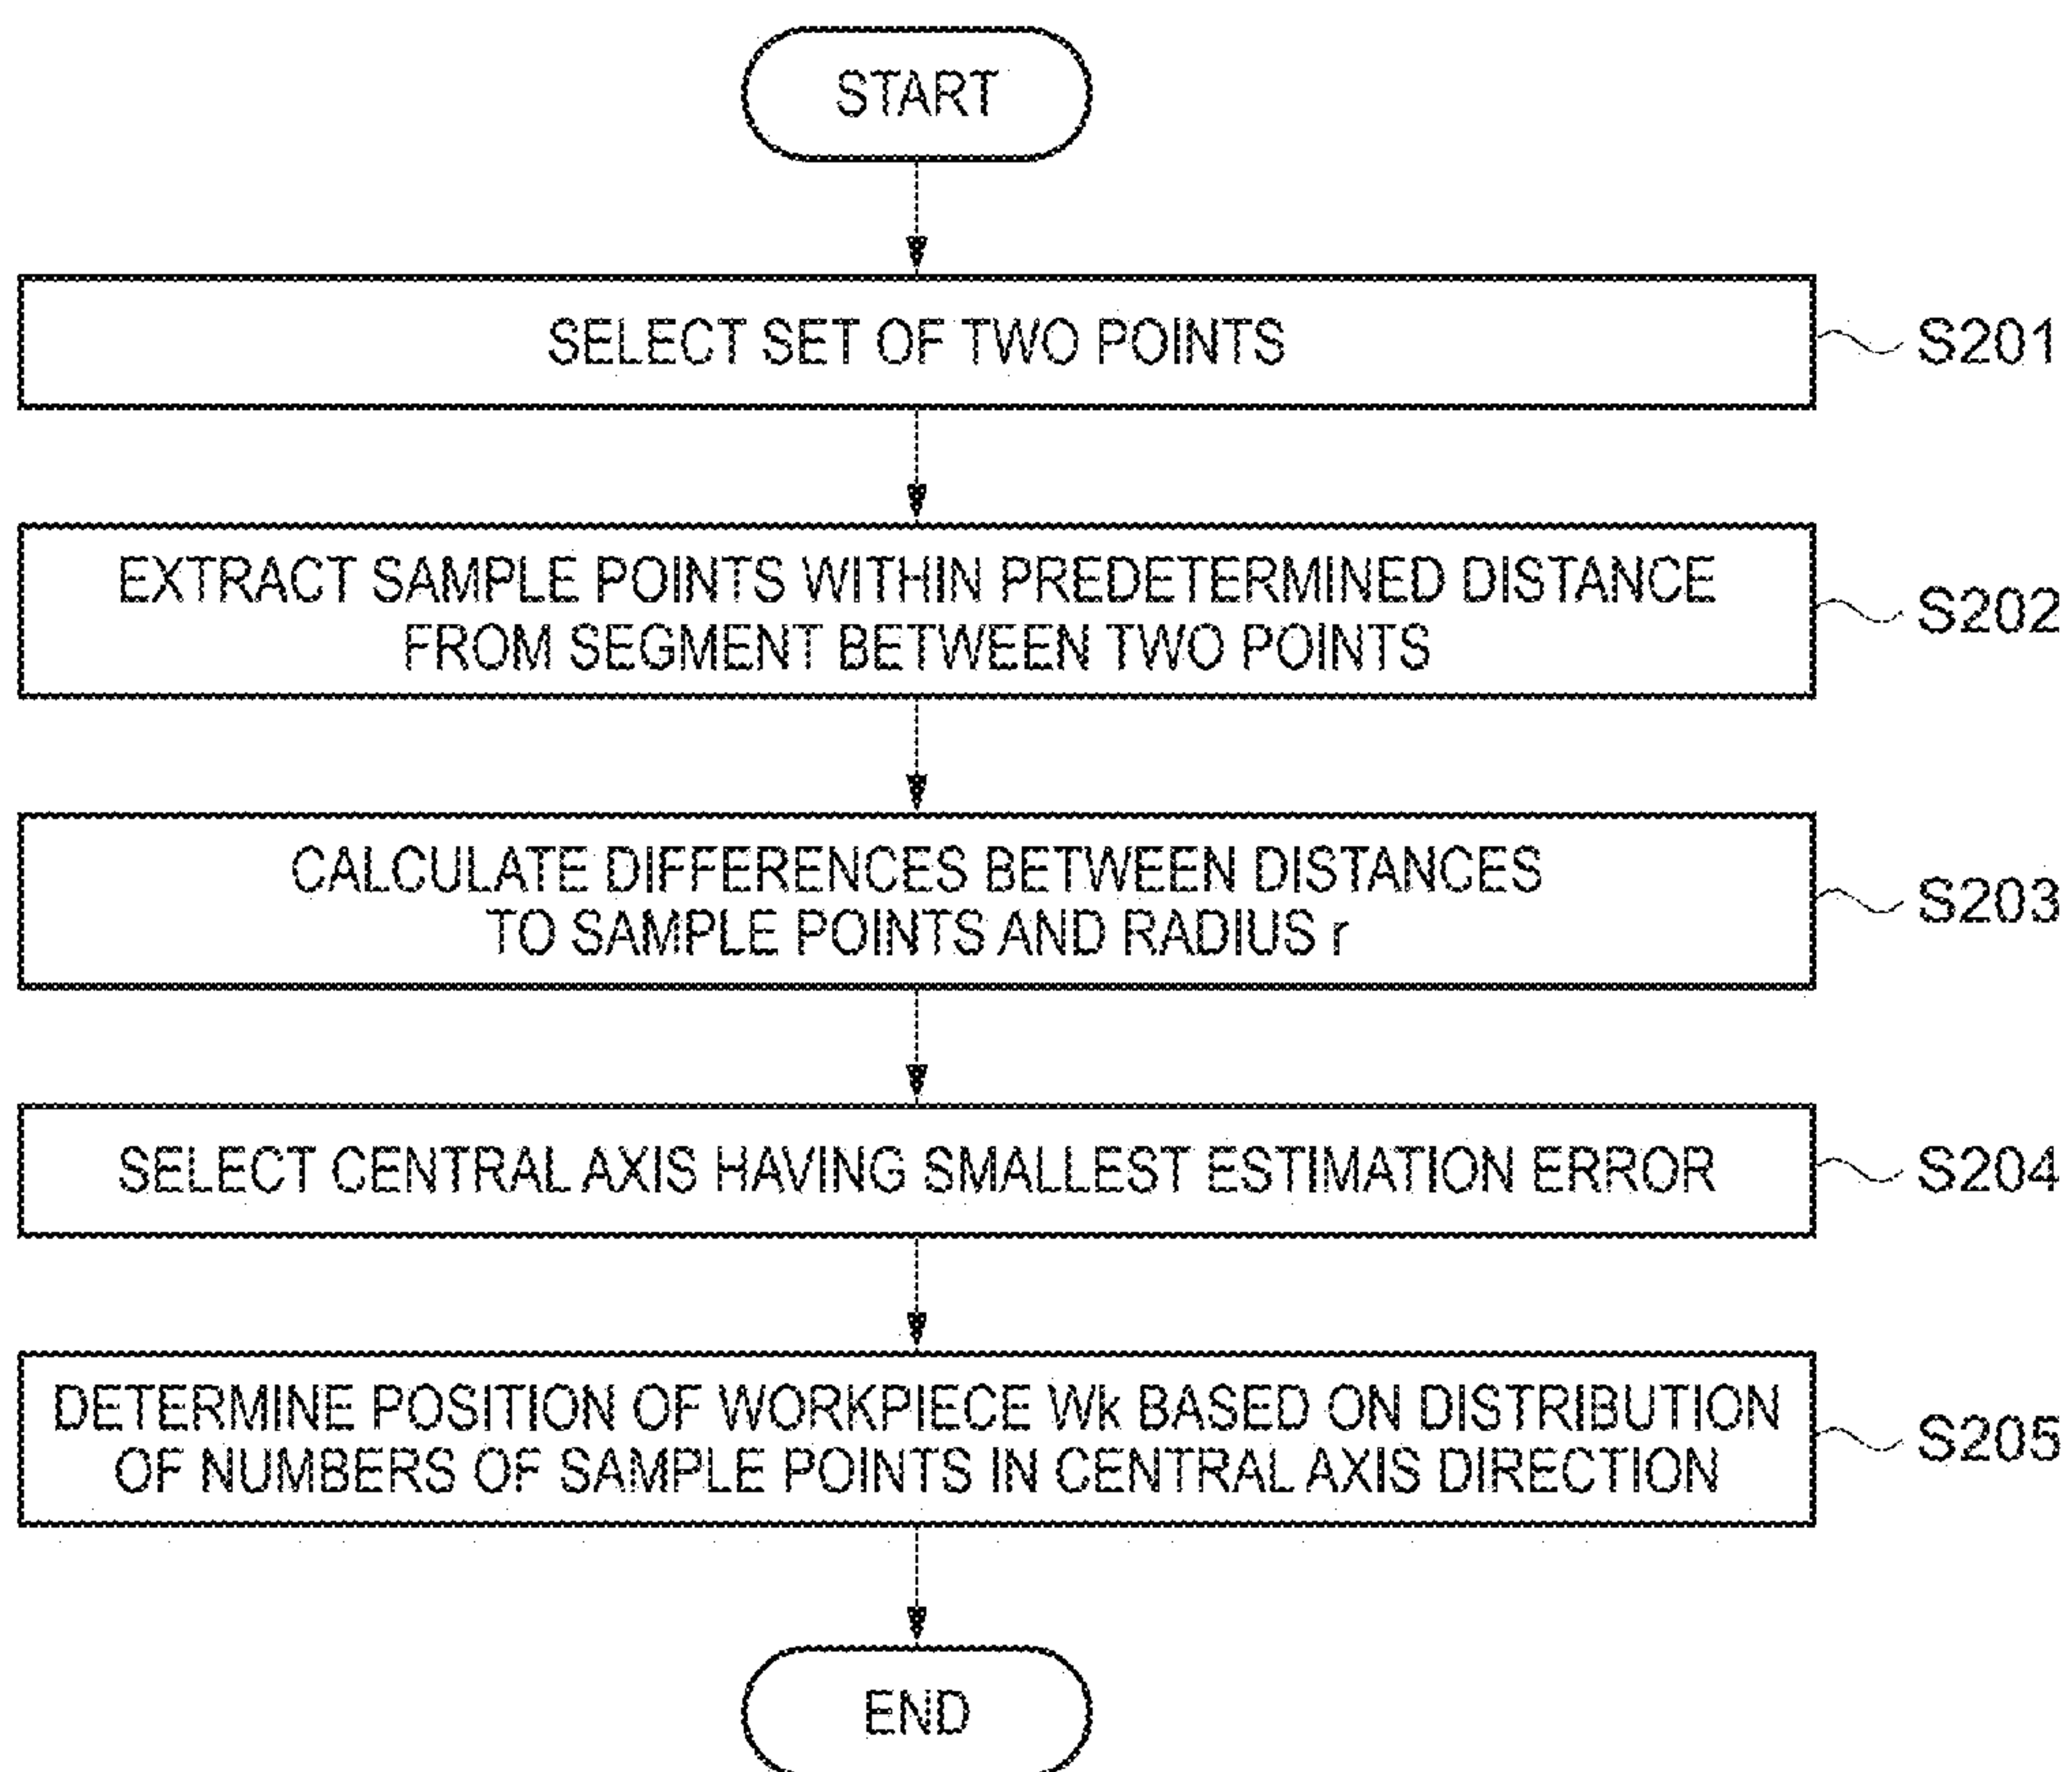 START
SELECT SET OF TWO POINTS
S201
EXTRACT SAMPLE POINTS WITHIN PREDETERMINED DISTANCE
FROM SEGMENT BETWEEN TWO POINTS
S202
CALCULATE DIFFERENCES BETWEEN DISTANCES
TO SAMPLE POINTS AND RADIUS r
S203
SELECT CENTRAL AXIS HAVING SMALLEST ESTIMATION ERROR
S204
DETERMINE POSITION OF WORKPIECE Wk BASED ON DISTRIBUTION
OF NUMBERS OF SAMPLE POINTS IN CENTRAL AXIS DIRECTION
S205
END